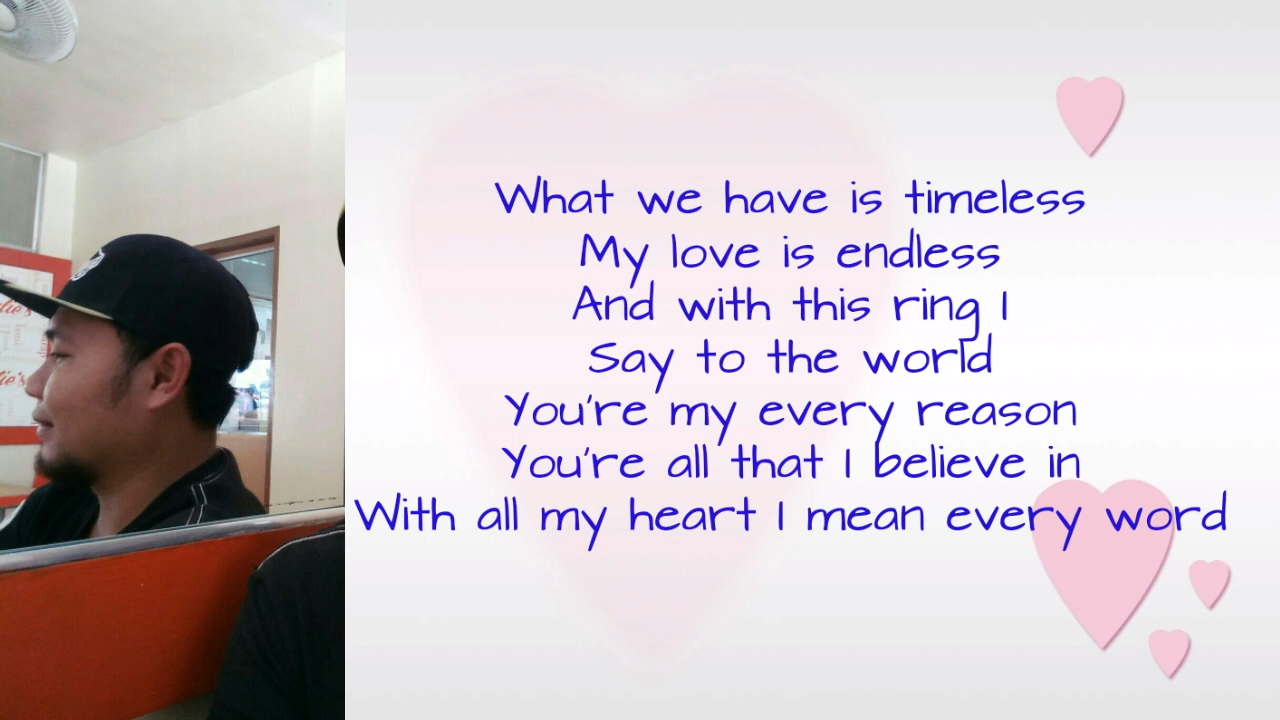 What we have is timeless
My love is endless
And with this ring I
Say to the world
You're my every reason
You're all that I believe in
With all my heart I mean every word